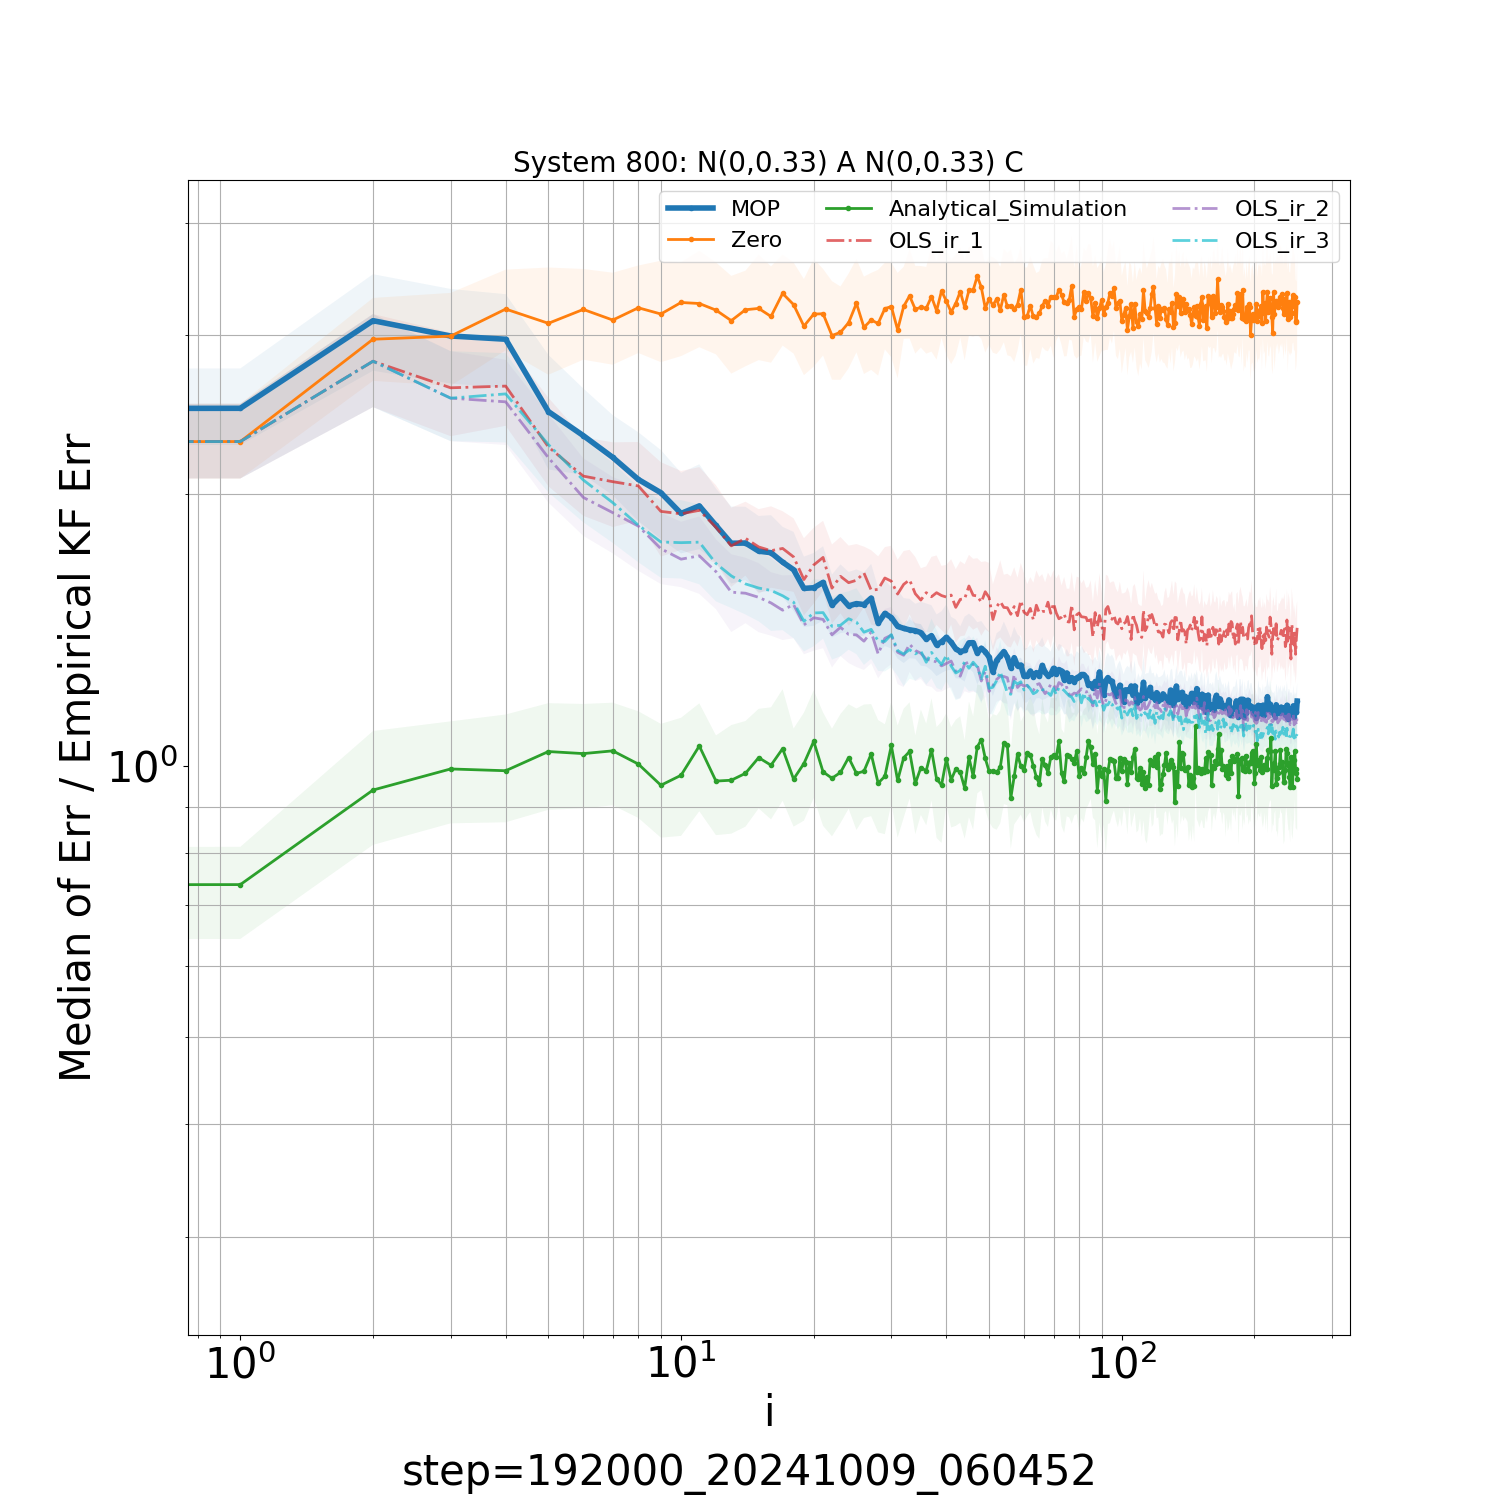 System 800: N(0,0.33) A N(0,0.33) C
MOP
Zero
Analytical_Simulation
OLS_ir_1
OLS_ir_2
OLS_ir_3
Median of Err / Empirical KF Err
10⁰
10⁰
10¹
10²
i
step=192000_20241009_060452